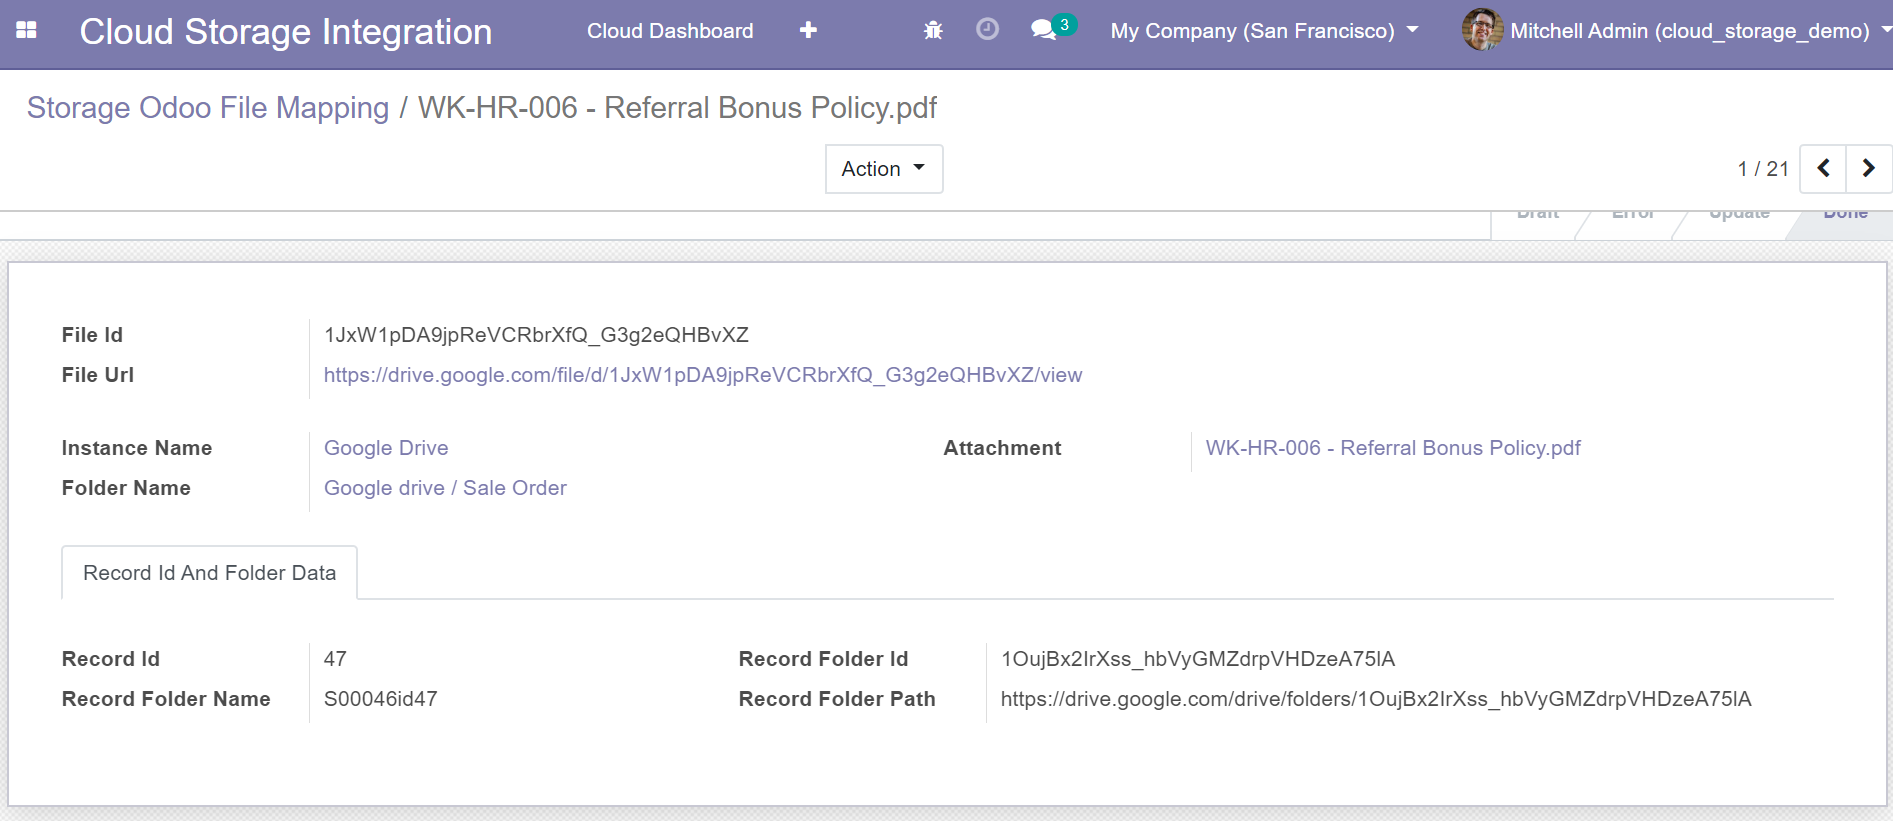 Cloud Storage Integration Cloud Dashboard 3 My Company (San Francisco) Mitchell Admin (cloud_storage_demo)
Storage Odoo File Mapping / WK-HR-006 - Referral Bonus Policy.pdf
Action 1 / 21
Draft Error Update Done
File Id 1JxW1pDA9jpReVCRbrXfQ_G3g2eQHBvXZ
File Url https://drive.google.com/file/d/1JxW1pDA9jpReVCRbrXfQ_G3g2eQHBvXZ/view
Instance Name Google Drive Attachment WK-HR-006 - Referral Bonus Policy.pdf
Folder Name Google drive / Sale Order
Record Id And Folder Data
Record Id 47 Record Folder Id 1OujBx2IrXss_hbVyGMZdrpVHDzeA75lA
Record Folder Name S00046id47 Record Folder Path https://drive.google.com/drive/folders/1OujBx2IrXss_hbVyGMZdrpVHDzeA75lA